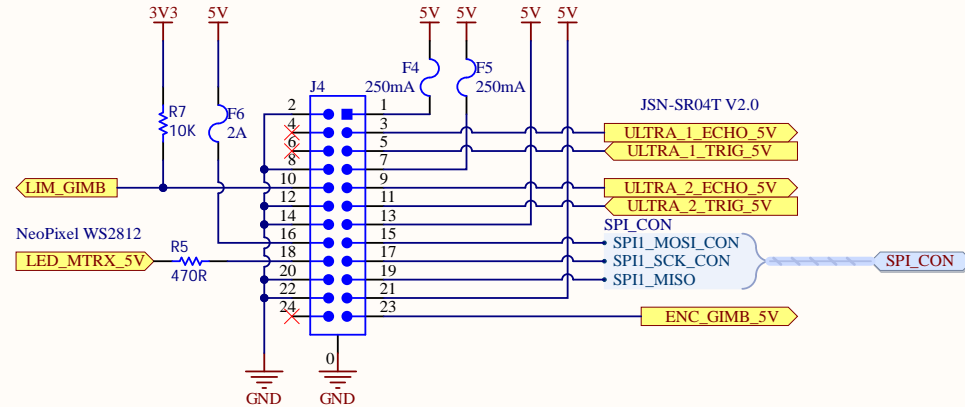 3V3 5V 5V 5V 5V 5V
F4 F5
J4 250mA 250mA
R7
10K
F6
2A
JSN-SR04T V2.0
2 1
4 3 ULTRA_1_ECHO_5V
6 5 ULTRA_1_TRIG_5V
8 7
LIM_GIMB 10 9 ULTRA_2_ECHO_5V
12 11 ULTRA_2_TRIG_5V
14 13 SPI_CON
NeoPixel WS2812 16 15 SPI1_MOSI_CON
LED_MTRX_5V R5 470R 18 17 SPI1_SCK_CON SPI_CON
20 19 SPI1_MISO
22 21
24 23 ENC_GIMB_5V
0
GND GND